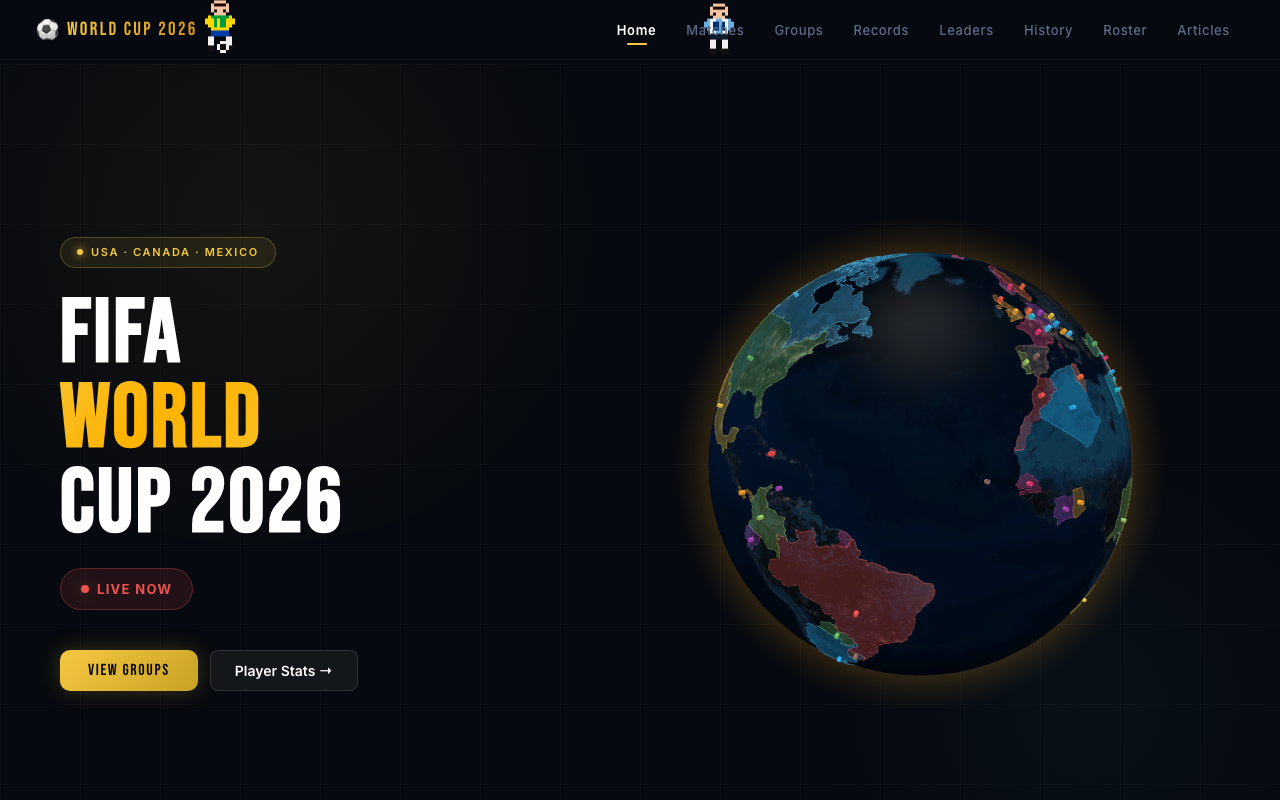 WORLD CUP 2026
Home Matches Groups Records Leaders History Roster Articles
USA · CANADA · MEXICO
FIFA
WORLD
CUP 2026
LIVE NOW
VIEW GROUPS
Player Stats →